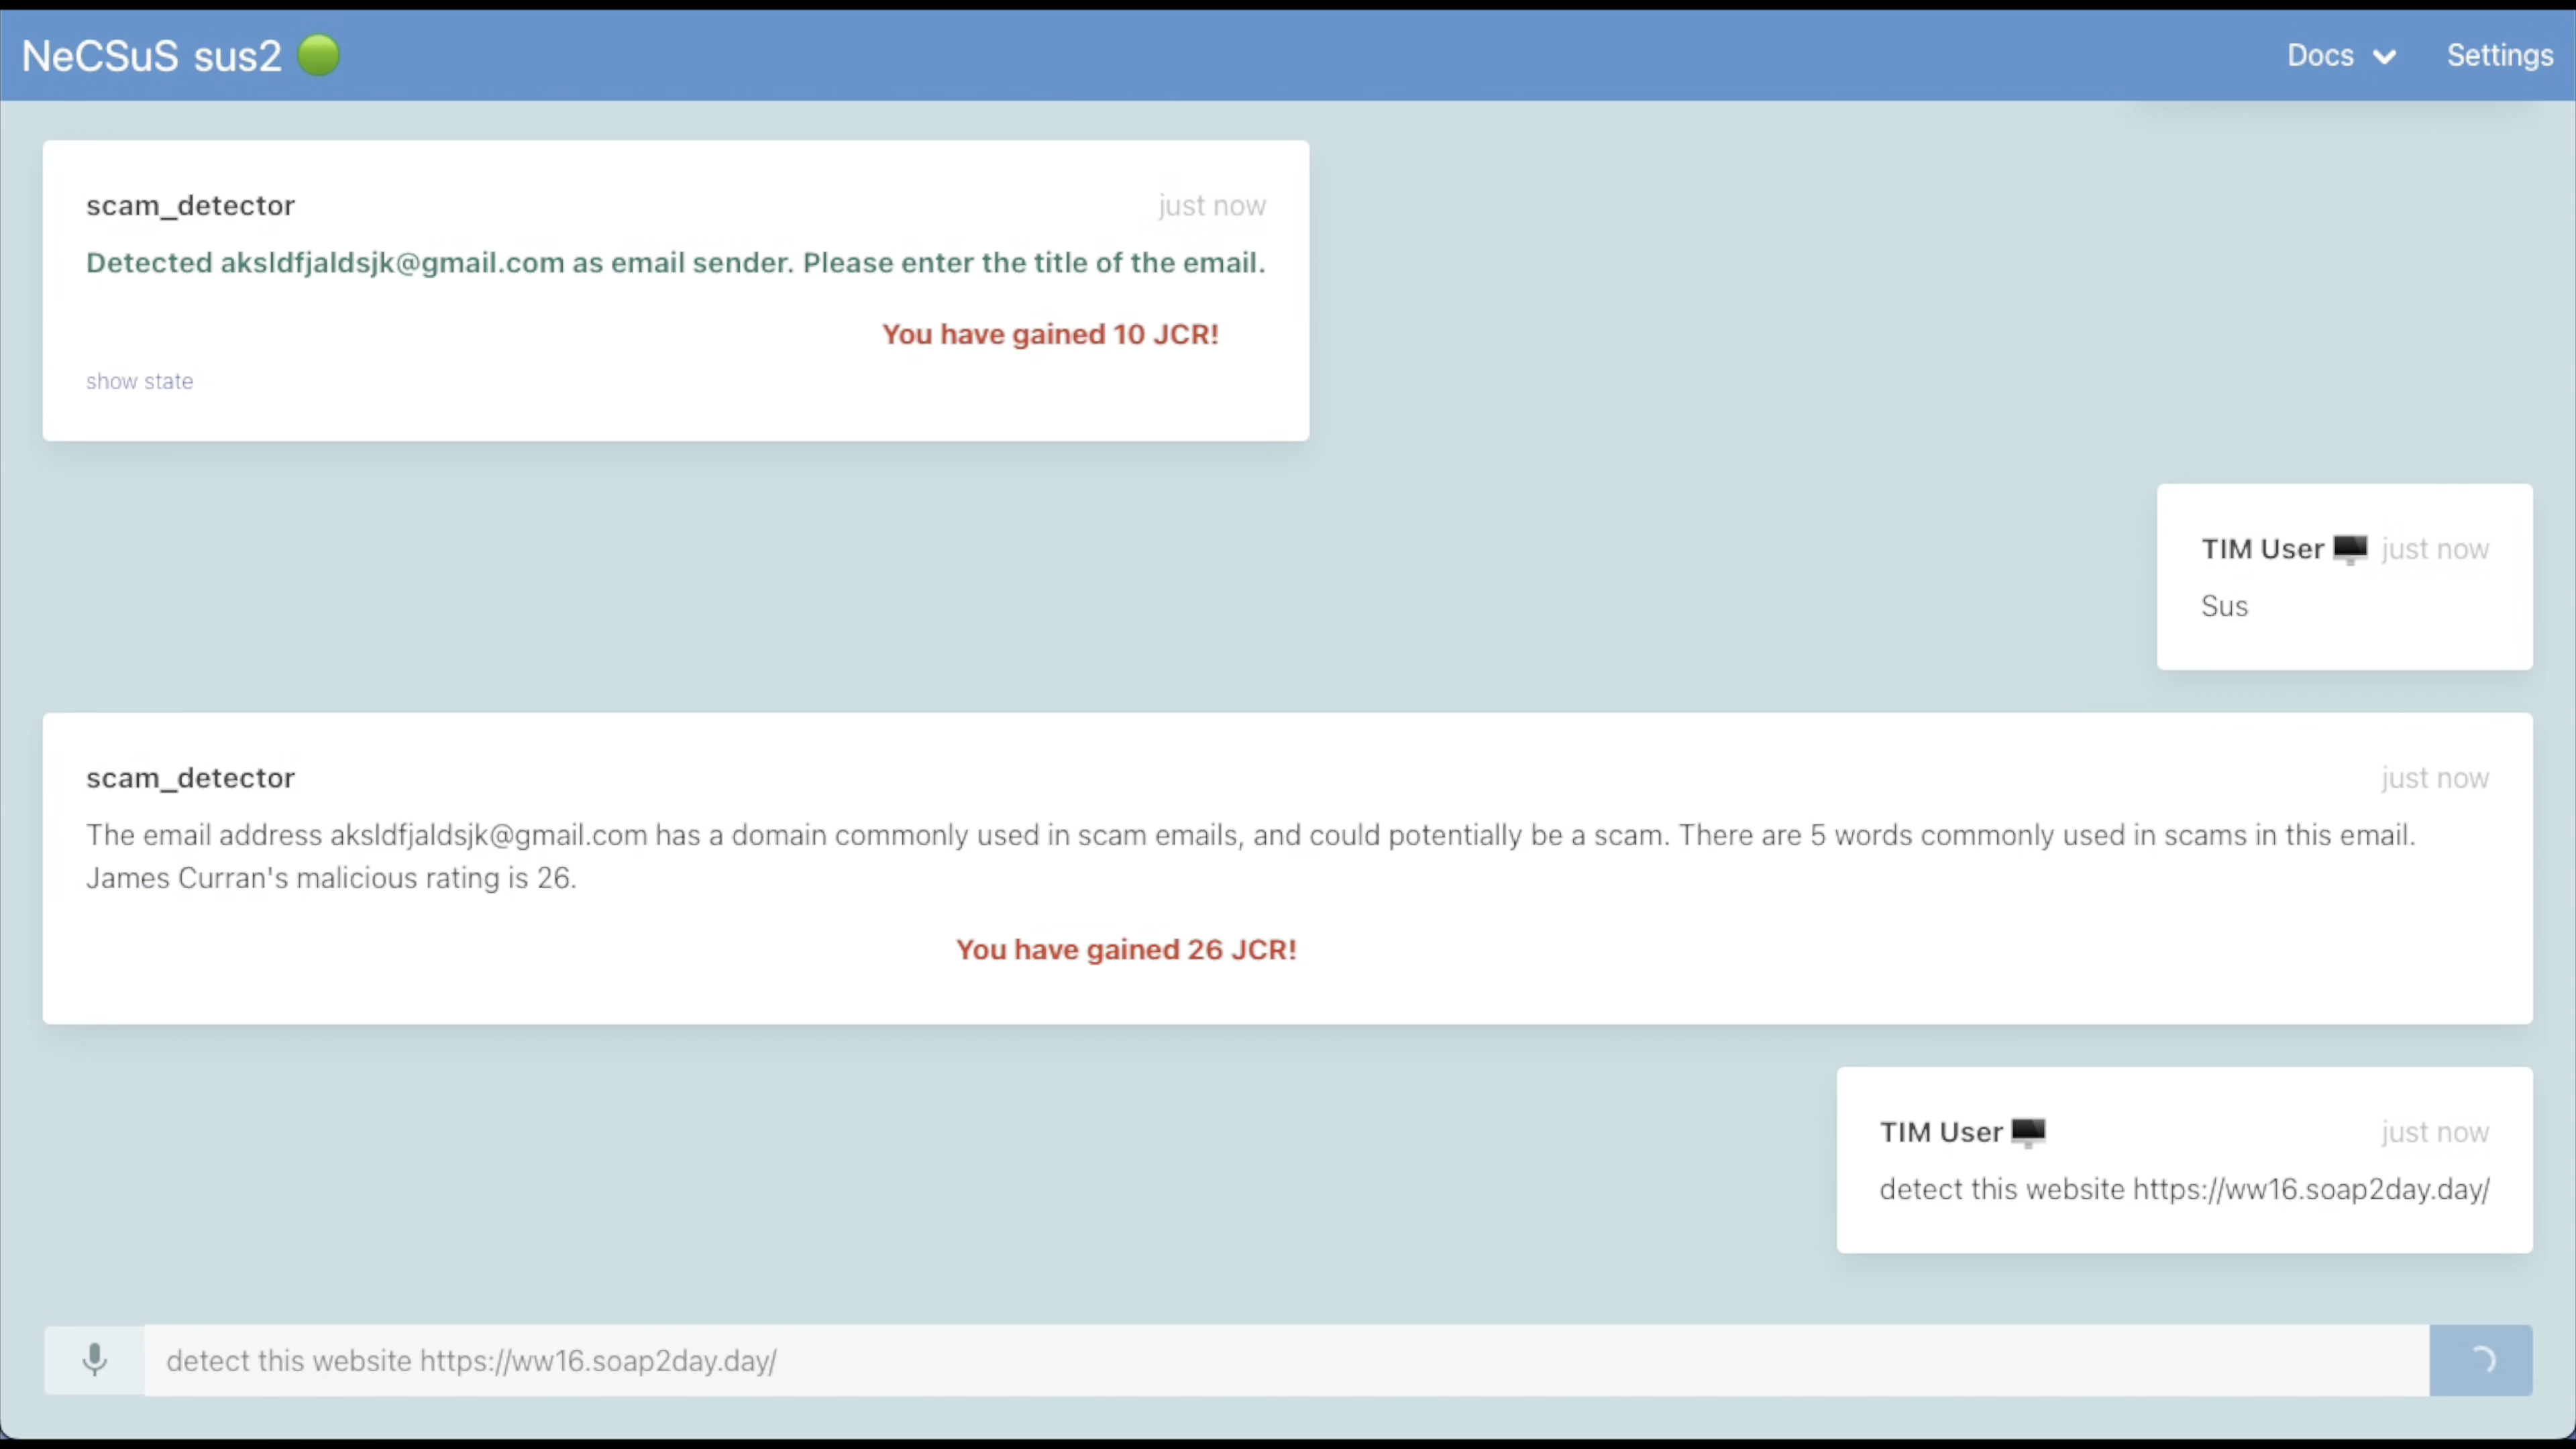 NeCSuS sus2
Docs
Settings
scam_detector
just now
Detected aksldfjaldsjk@gmail.com as email sender. Please enter the title of the email.
You have gained 10 JCR!
show state
TIM User
just now
Sus
scam_detector
just now
The email address aksldfjaldsjk@gmail.com has a domain commonly used in scam emails, and could potentially be a scam. There are 5 words commonly used in scams in this email.
James Curran's malicious rating is 26.
You have gained 26 JCR!
TIM User
just now
detect this website https://ww16.soap2day.day/
detect this website https://ww16.soap2day.day/